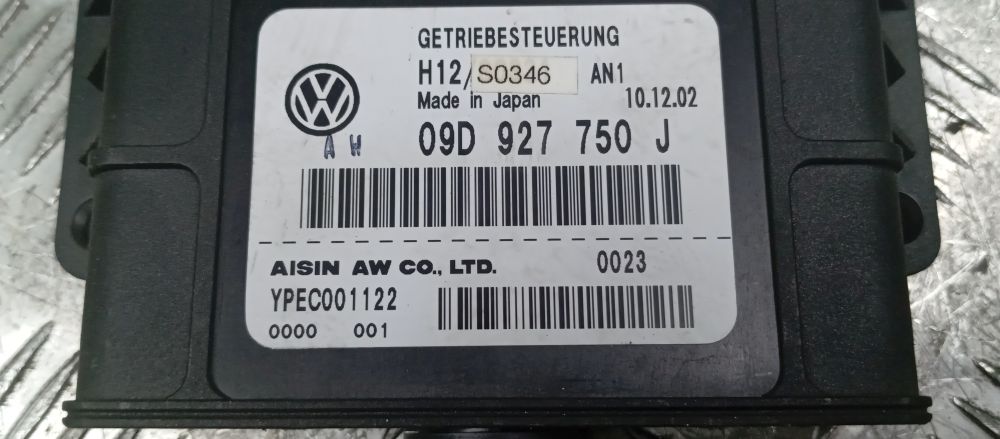 GETRIEBESTEUERUNG
H12/S0346 AN1
Made in Japan 10.12.02
09D 927 750 J
A W
AISIN AW CO., LTD. 0023
YPEC001122
0000 001